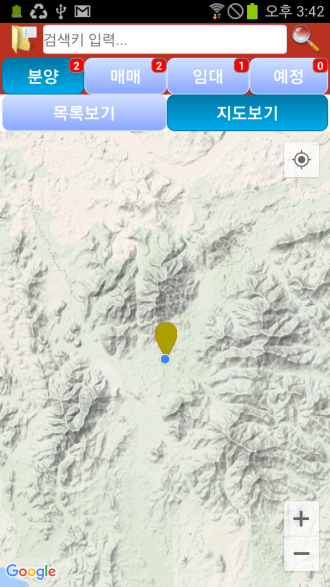 오후 3:42
검색키 입력...
분양 2 매매 2 임대 1 예정 0
목록보기 지도보기
+
−
Google